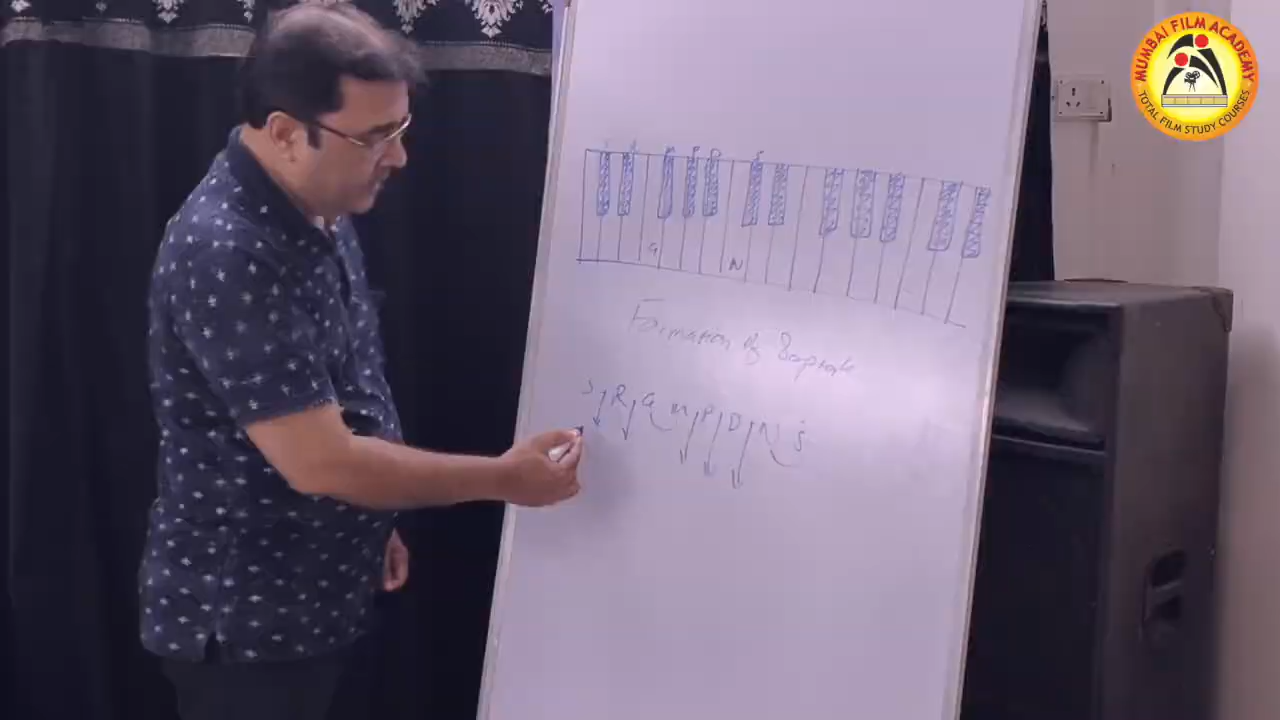 MUMBAI FILM ACADEMY
TOTAL FILM STUDY COURSES
S R M P D S
G N
Formation of Saptak
S R G M P D N Ṡ